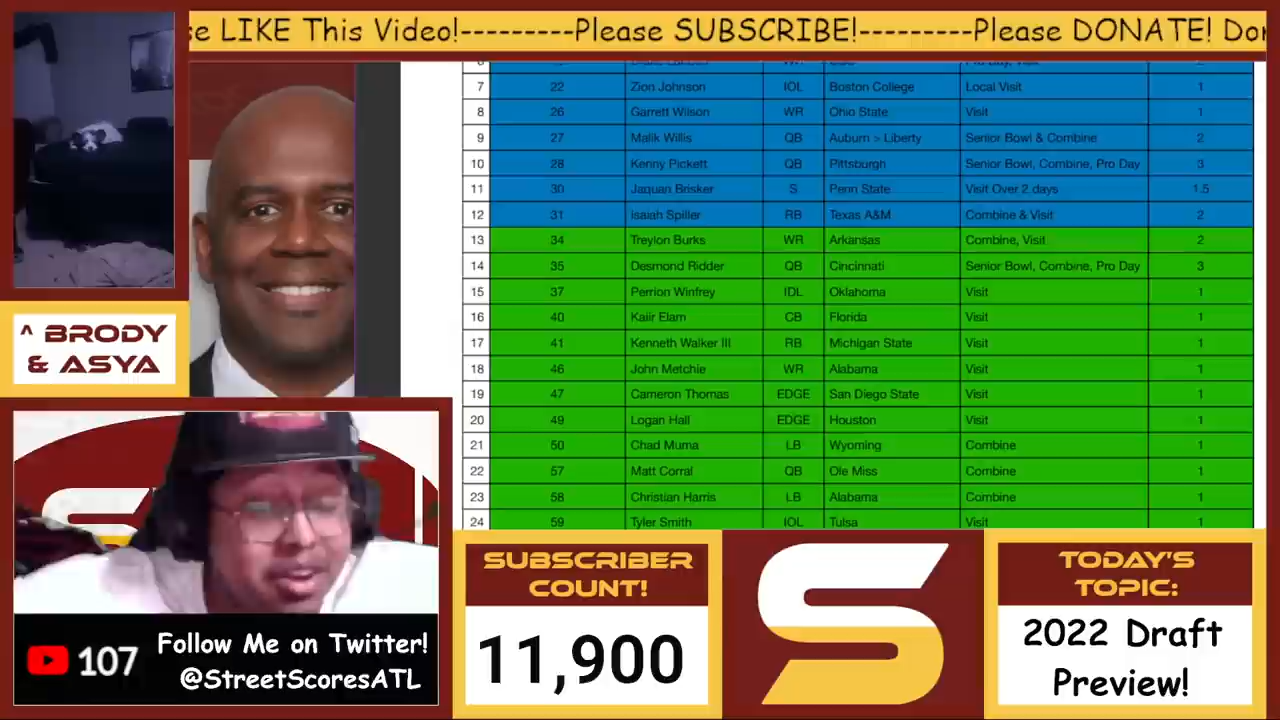 se LIKE This Video!---------Please SUBSCRIBE!---------Please DONATE! Do
7 22 Zion Johnson IOL Boston College Local Visit 1
8 26 Garrett Wilson WR Ohio State Visit 1
9 27 Malik Willis QB Auburn > Liberty Senior Bowl & Combine 2
10 28 Kenny Pickett QB Pittsburgh Senior Bowl, Combine, Pro Day 3
11 30 Jaquan Brisker S Penn State Visit Over 2 days 1.5
12 31 Isaiah Spiller RB Texas A&M Combine & Visit 2
13 34 Treylon Burks WR Arkansas Combine, Visit 2
14 35 Desmond Ridder QB Cincinnati Senior Bowl, Combine, Pro Day 3
15 37 Perrion Winfrey IDL Oklahoma Visit 1
16 40 Kaiir Elam CB Florida Visit 1
17 41 Kenneth Walker III RB Michigan State Visit 1
18 46 John Metchie WR Alabama Visit 1
19 47 Cameron Thomas EDGE San Diego State Visit 1
20 49 Logan Hall EDGE Houston Visit 1
21 50 Chad Muma LB Wyoming Combine 1
22 57 Matt Corral QB Ole Miss Combine 1
23 58 Christian Harris LB Alabama Combine 1
24 59 Tyler Smith IOL Tulsa Visit 1
^ BRODY
& ASYA
107
Follow Me on Twitter!
@StreetScoresATL
SUBSCRIBER
COUNT!
11,900
S
TODAY'S
TOPIC:
2022 Draft
Preview!